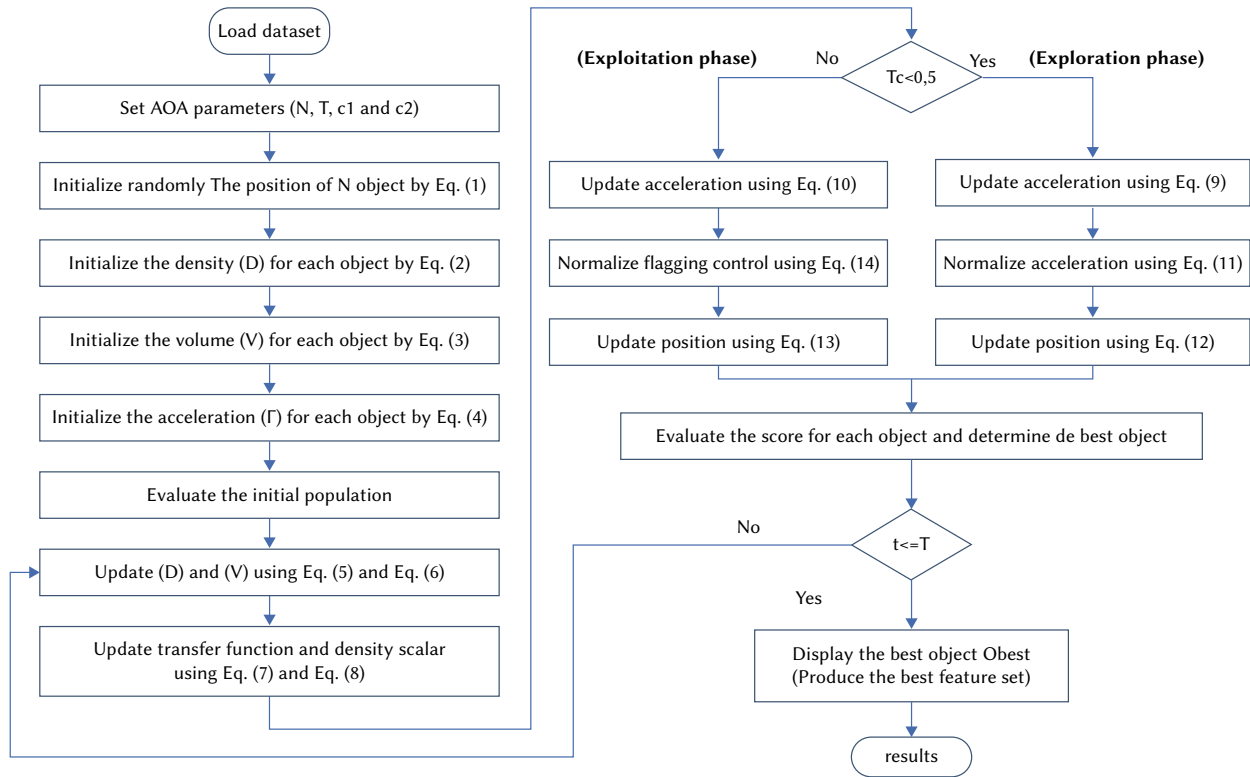 Load dataset
Set AOA parameters (N, T, c1 and c2)
Initialize randomly The position of N object by Eq. (1)
Initialize the density (D) for each object by Eq. (2)
Initialize the volume (V) for each object by Eq. (3)
Initialize the acceleration (Γ) for each object by Eq. (4)
Evaluate the initial population
Update (D) and (V) using Eq. (5) and Eq. (6)
Update transfer function and density scalar
using Eq. (7) and Eq. (8)
(Exploitation phase)
No
Tc<0,5
Yes
(Exploration phase)
Update acceleration using Eq. (10)
Normalize flagging control using Eq. (14)
Update position using Eq. (13)
Update acceleration using Eq. (9)
Normalize acceleration using Eq. (11)
Update position using Eq. (12)
Evaluate the score for each object and determine de best object
No
t<=T
Yes
Display the best object Obest
(Produce the best feature set)
results